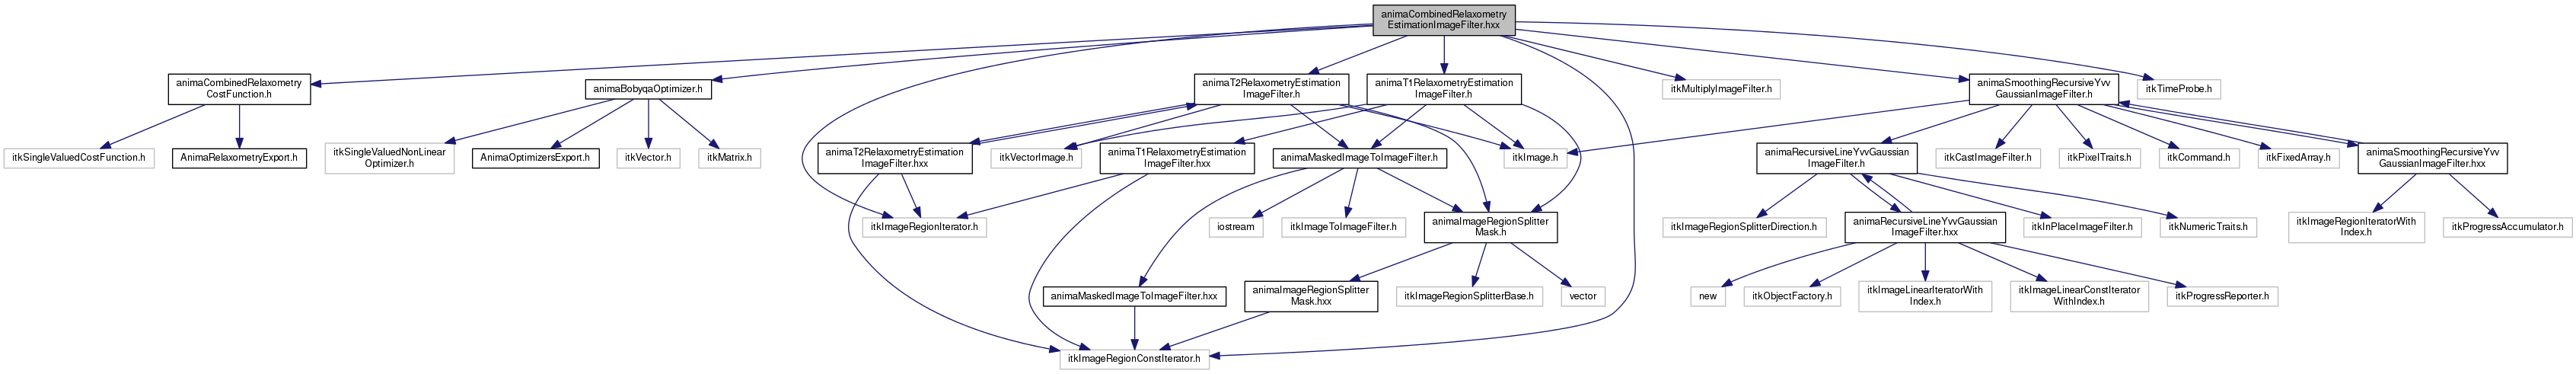 animaCombinedRelaxometry
EstimationImageFilter.hxx
animaCombinedRelaxometry
CostFunction.h
animaBobyqaOptimizer.h
animaT2RelaxometryEstimation
ImageFilter.h
animaT1RelaxometryEstimation
ImageFilter.h
itkMultiplyImageFilter.h
animaSmoothingRecursiveYvv
GaussianImageFilter.h
itkTimeProbe.h
itkSingleValuedCostFunction.h
AnimaRelaxometryExport.h
itkSingleValuedNonLinear
Optimizer.h
AnimaOptimizersExport.h
itkVector.h
itkMatrix.h
animaT2RelaxometryEstimation
ImageFilter.hxx
itkVectorImage.h
animaT1RelaxometryEstimation
ImageFilter.hxx
animaMaskedImageToImageFilter.h
itkImage.h
animaRecursiveLineYvvGaussian
ImageFilter.h
itkCastImageFilter.h
itkPixelTraits.h
itkCommand.h
itkFixedArray.h
animaSmoothingRecursiveYvv
GaussianImageFilter.hxx
itkImageRegionIterator.h
iostream
itkImageToImageFilter.h
animaImageRegionSplitter
Mask.h
itkImageRegionSplitterDirection.h
animaRecursiveLineYvvGaussian
ImageFilter.hxx
itkInPlaceImageFilter.h
itkNumericTraits.h
itkImageRegionIteratorWith
Index.h
itkProgressAccumulator.h
animaMaskedImageToImageFilter.hxx
animaImageRegionSplitter
Mask.hxx
itkImageRegionSplitterBase.h
vector
new
itkObjectFactory.h
itkImageLinearIteratorWith
Index.h
itkImageLinearConstIterator
WithIndex.h
itkProgressReporter.h
itkImageRegionConstIterator.h